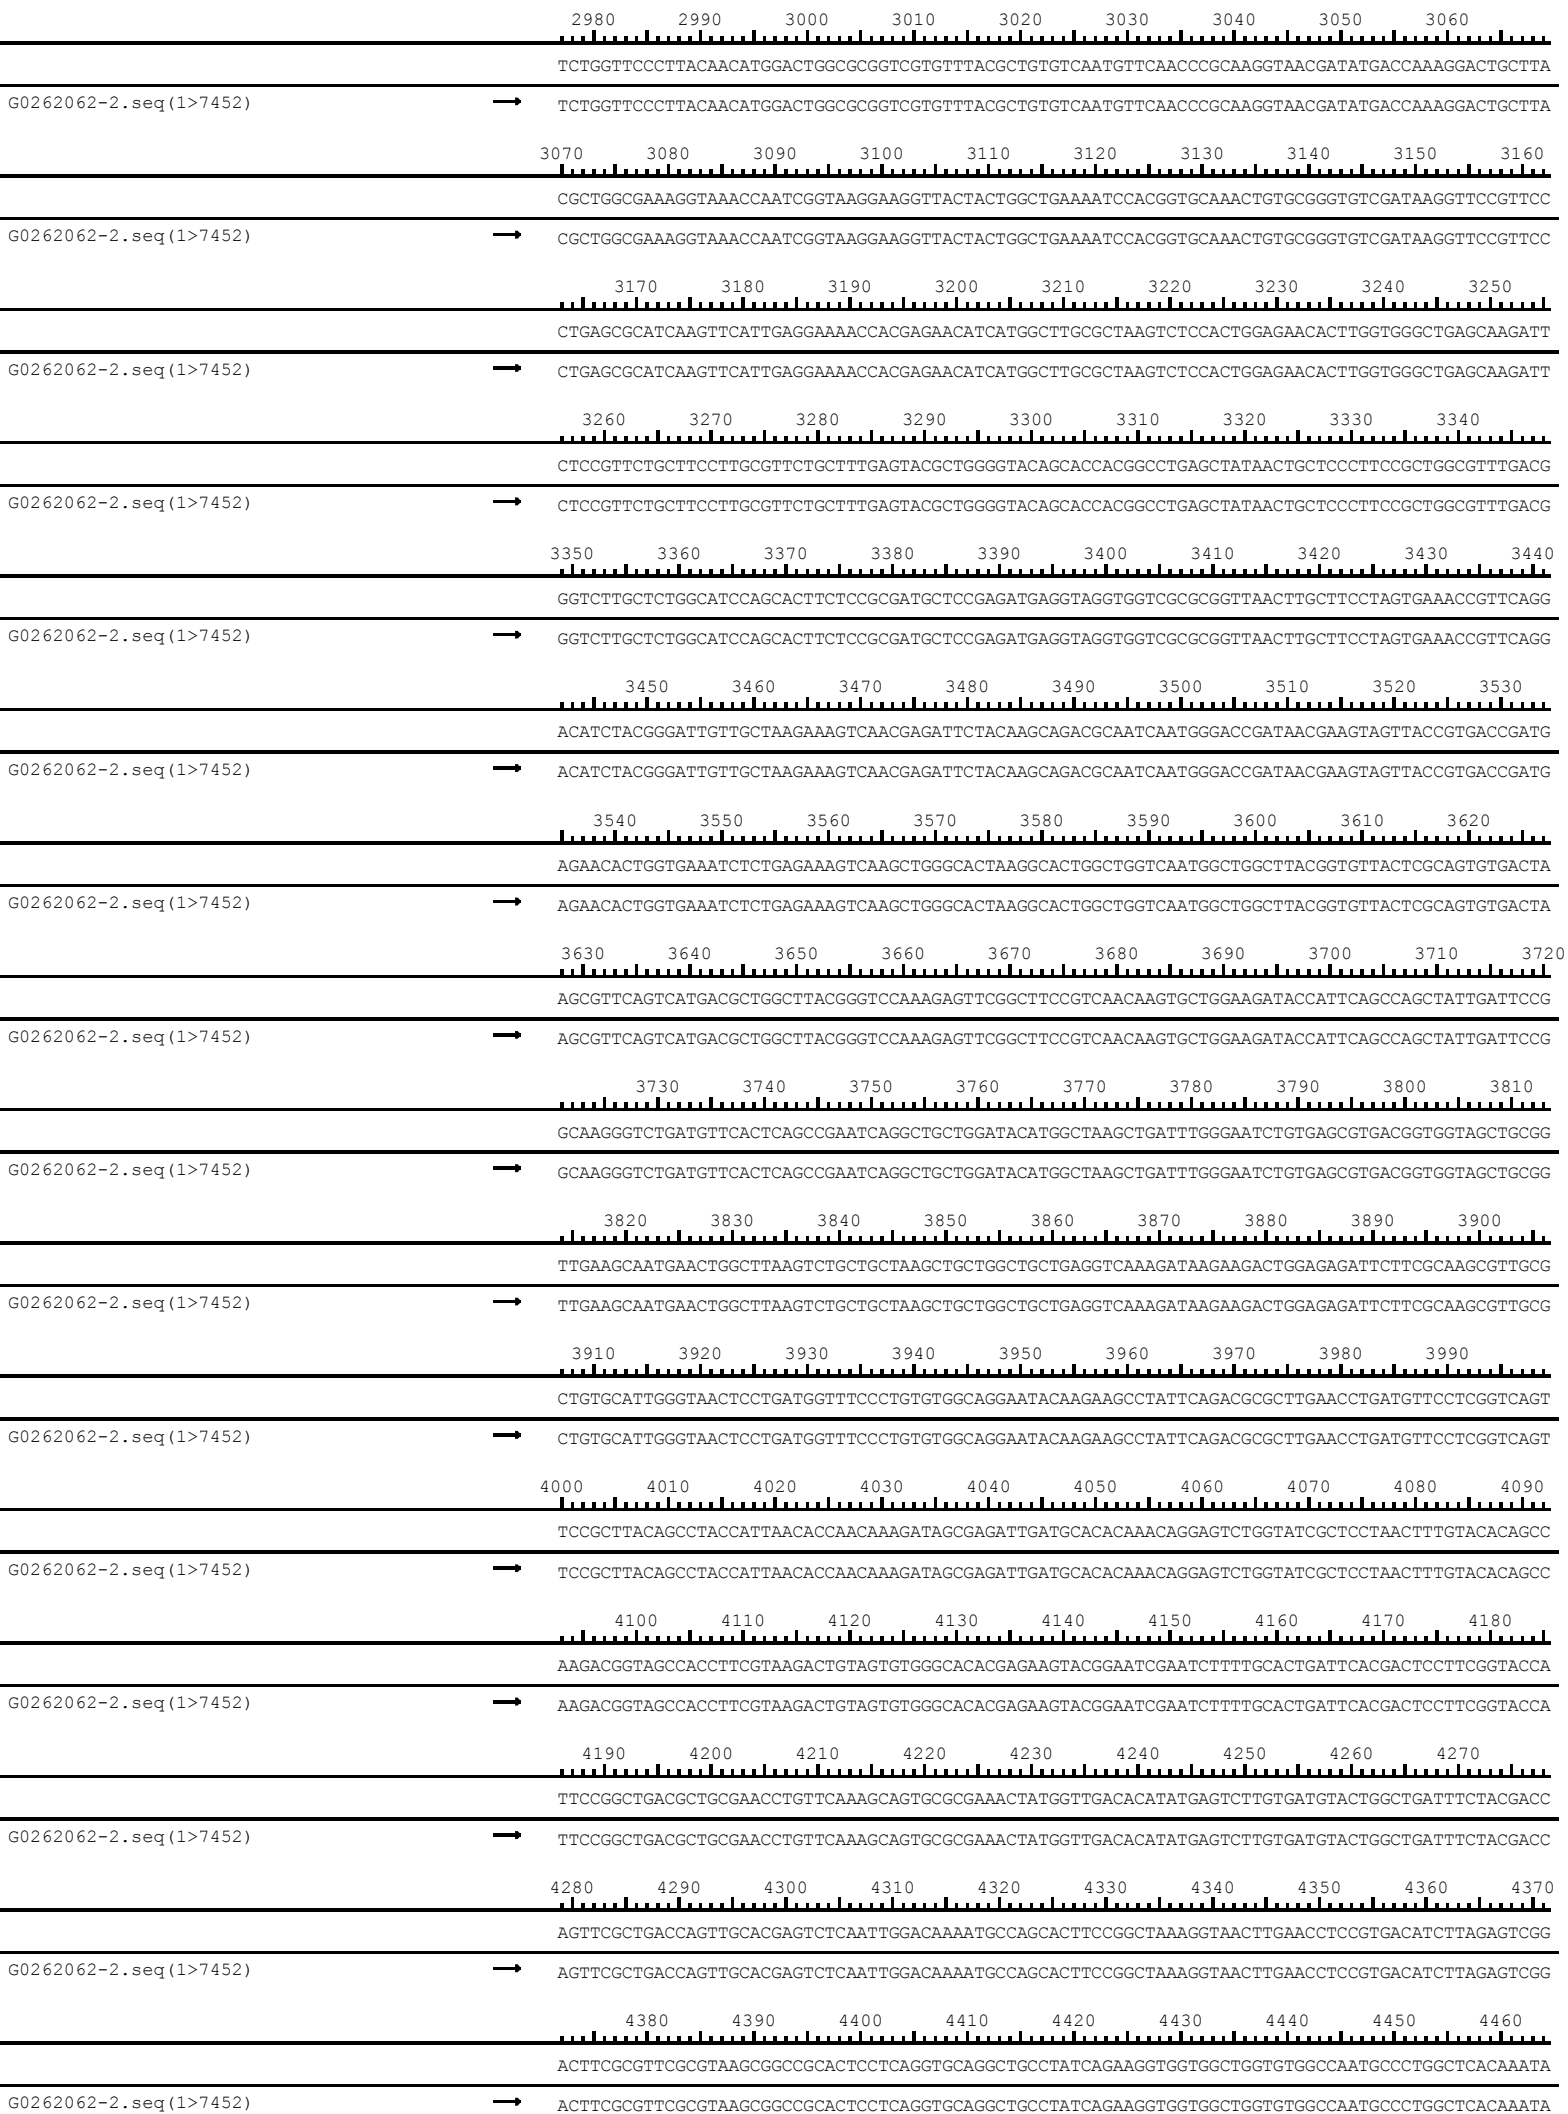 2980 2990 3000 3010 3020 3030 3040 3050 3060
TCTGGTTCCCTTACAACATGGACTGGCGCGGTCGTGTTTACGCTGTGTCAATGTTCAACCCGCAAGGTAACGATATGACCAAAGGACTGCTTA
G0262062-2.seq(1>7452) → TCTGGTTCCCTTACAACATGGACTGGCGCGGTCGTGTTTACGCTGTGTCAATGTTCAACCCGCAAGGTAACGATATGACCAAAGGACTGCTTA
3070 3080 3090 3100 3110 3120 3130 3140 3150 3160
CGCTGGCGAAAGGTAAACCAATCGGTAAGGAAGGTTACTACTGGCTGAAAATCCACGGTGCAAACTGTGCGGGTGTCGATAAGGTTCCGTTCC
G0262062-2.seq(1>7452) → CGCTGGCGAAAGGTAAACCAATCGGTAAGGAAGGTTACTACTGGCTGAAAATCCACGGTGCAAACTGTGCGGGTGTCGATAAGGTTCCGTTCC
3170 3180 3190 3200 3210 3220 3230 3240 3250
CTGAGCGCATCAAGTTCATTGAGGAAAACCACGAGAACATCATGGCTTGCGCTAAGTCTCCACTGGAGAACACTTGGTGGGCTGAGCAAGATT
G0262062-2.seq(1>7452) → CTGAGCGCATCAAGTTCATTGAGGAAAACCACGAGAACATCATGGCTTGCGCTAAGTCTCCACTGGAGAACACTTGGTGGGCTGAGCAAGATT
3260 3270 3280 3290 3300 3310 3320 3330 3340
CTCCGTTCTGCTTCCTTGCGTTCTGCTTTGAGTACGCTGGGGTACAGCACCACGGCCTGAGCTATAACTGCTCCCTTCCGCTGGCGTTTGACG
G0262062-2.seq(1>7452) → CTCCGTTCTGCTTCCTTGCGTTCTGCTTTGAGTACGCTGGGGTACAGCACCACGGCCTGAGCTATAACTGCTCCCTTCCGCTGGCGTTTGACG
3350 3360 3370 3380 3390 3400 3410 3420 3430 3440
GGTCTTGCTCTGGCATCCAGCACTTCTCCGCGATGCTCCGAGATGAGGTAGGTGGTCGCGCGGTTAACTTGCTTCCTAGTGAAACCGTTCAGG
G0262062-2.seq(1>7452) → GGTCTTGCTCTGGCATCCAGCACTTCTCCGCGATGCTCCGAGATGAGGTAGGTGGTCGCGCGGTTAACTTGCTTCCTAGTGAAACCGTTCAGG
3450 3460 3470 3480 3490 3500 3510 3520 3530
ACATCTACGGGATTGTTGCTAAGAAAGTCAACGAGATTCTACAAGCAGACGCAATCAATGGGACCGATAACGAAGTAGTTACCGTGACCGATG
G0262062-2.seq(1>7452) → ACATCTACGGGATTGTTGCTAAGAAAGTCAACGAGATTCTACAAGCAGACGCAATCAATGGGACCGATAACGAAGTAGTTACCGTGACCGATG
3540 3550 3560 3570 3580 3590 3600 3610 3620
AGAACACTGGTGAAATCTCTGAGAAAGTCAAGCTGGGCACTAAGGCACTGGCTGGTCAATGGCTGGCTTACGGTGTTACTCGCAGTGTGACTA
G0262062-2.seq(1>7452) → AGAACACTGGTGAAATCTCTGAGAAAGTCAAGCTGGGCACTAAGGCACTGGCTGGTCAATGGCTGGCTTACGGTGTTACTCGCAGTGTGACTA
3630 3640 3650 3660 3670 3680 3690 3700 3710 3720
AGCGTTCAGTCATGACGCTGGCTTACGGGTCCAAAGAGTTCGGCTTCCGTCAACAAGTGCTGGAAGATACCATTCAGCCAGCTATTGATTCCG
G0262062-2.seq(1>7452) → AGCGTTCAGTCATGACGCTGGCTTACGGGTCCAAAGAGTTCGGCTTCCGTCAACAAGTGCTGGAAGATACCATTCAGCCAGCTATTGATTCCG
3730 3740 3750 3760 3770 3780 3790 3800 3810
GCAAGGGTCTGATGTTCACTCAGCCGAATCAGGCTGCTGGATACATGGCTAAGCTGATTTGGGAATCTGTGAGCGTGACGGTGGTAGCTGCGG
G0262062-2.seq(1>7452) → GCAAGGGTCTGATGTTCACTCAGCCGAATCAGGCTGCTGGATACATGGCTAAGCTGATTTGGGAATCTGTGAGCGTGACGGTGGTAGCTGCGG
3820 3830 3840 3850 3860 3870 3880 3890 3900
TTGAAGCAATGAACTGGCTTAAGTCTGCTGCTAAGCTGCTGGCTGCTGAGGTCAAAGATAAGAAGACTGGAGAGATTCTTCGCAAGCGTTGCG
G0262062-2.seq(1>7452) → TTGAAGCAATGAACTGGCTTAAGTCTGCTGCTAAGCTGCTGGCTGCTGAGGTCAAAGATAAGAAGACTGGAGAGATTCTTCGCAAGCGTTGCG
3910 3920 3930 3940 3950 3960 3970 3980 3990
CTGTGCATTGGGTAACTCCTGATGGTTTCCCTGTGTGGCAGGAATACAAGAAGCCTATTCAGACGCGCTTGAACCTGATGTTCCTCGGTCAGT
G0262062-2.seq(1>7452) → CTGTGCATTGGGTAACTCCTGATGGTTTCCCTGTGTGGCAGGAATACAAGAAGCCTATTCAGACGCGCTTGAACCTGATGTTCCTCGGTCAGT
4000 4010 4020 4030 4040 4050 4060 4070 4080 4090
TCCGCTTACAGCCTACCATTAACACCAACAAAGATAGCGAGATTGATGCACACAAACAGGAGTCTGGTATCGCTCCTAACTTTGTACACAGCC
G0262062-2.seq(1>7452) → TCCGCTTACAGCCTACCATTAACACCAACAAAGATAGCGAGATTGATGCACACAAACAGGAGTCTGGTATCGCTCCTAACTTTGTACACAGCC
4100 4110 4120 4130 4140 4150 4160 4170 4180
AAGACGGTAGCCACCTTCGTAAGACTGTAGTGTGGGCACACGAGAAGTACGGAATCGAATCTTTTGCACTGATTCACGACTCCTTCGGTACCA
G0262062-2.seq(1>7452) → AAGACGGTAGCCACCTTCGTAAGACTGTAGTGTGGGCACACGAGAAGTACGGAATCGAATCTTTTGCACTGATTCACGACTCCTTCGGTACCA
4190 4200 4210 4220 4230 4240 4250 4260 4270
TTCCGGCTGACGCTGCGAACCTGTTCAAAGCAGTGCGCGAAACTATGGTTGACACATATGAGTCTTGTGATGTACTGGCTGATTTCTACGACC
G0262062-2.seq(1>7452) → TTCCGGCTGACGCTGCGAACCTGTTCAAAGCAGTGCGCGAAACTATGGTTGACACATATGAGTCTTGTGATGTACTGGCTGATTTCTACGACC
4280 4290 4300 4310 4320 4330 4340 4350 4360 4370
AGTTCGCTGACCAGTTGCACGAGTCTCAATTGGACAAAATGCCAGCACTTCCGGCTAAAGGTAACTTGAACCTCCGTGACATCTTAGAGTCGG
G0262062-2.seq(1>7452) → AGTTCGCTGACCAGTTGCACGAGTCTCAATTGGACAAAATGCCAGCACTTCCGGCTAAAGGTAACTTGAACCTCCGTGACATCTTAGAGTCGG
4380 4390 4400 4410 4420 4430 4440 4450 4460
ACTTCGCGTTCGCGTAAGCGGCCGCACTCCTCAGGTGCAGGCTGCCTATCAGAAGGTGGTGGCTGGTGTGGCCAATGCCCTGGCTCACAAATA
G0262062-2.seq(1>7452) → ACTTCGCGTTCGCGTAAGCGGCCGCACTCCTCAGGTGCAGGCTGCCTATCAGAAGGTGGTGGCTGGTGTGGCCAATGCCCTGGCTCACAAATA